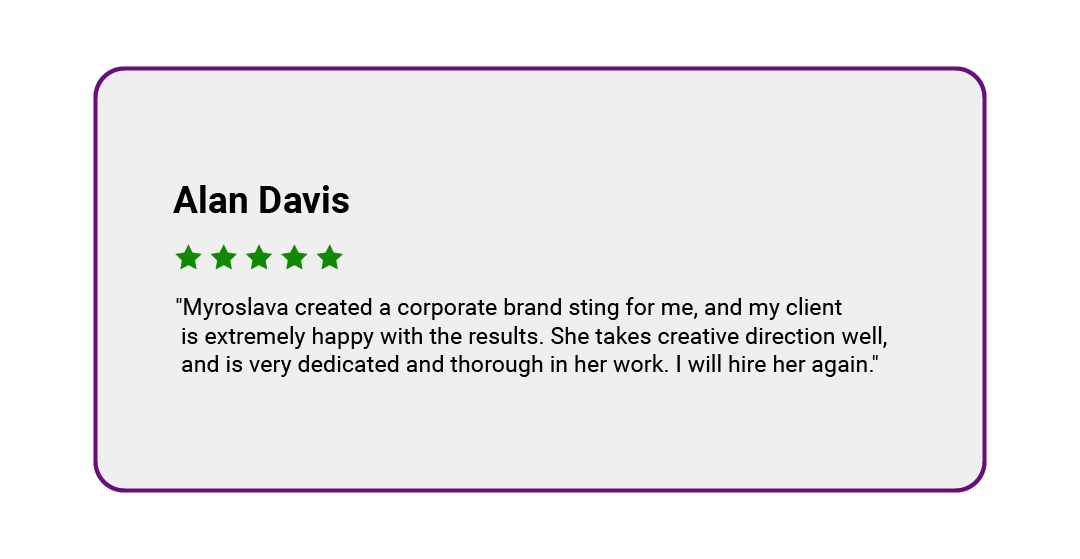 Alan Davis
"Myroslava created a corporate brand sting for me, and my client
is extremely happy with the results. She takes creative direction well,
and is very dedicated and thorough in her work. I will hire her again."